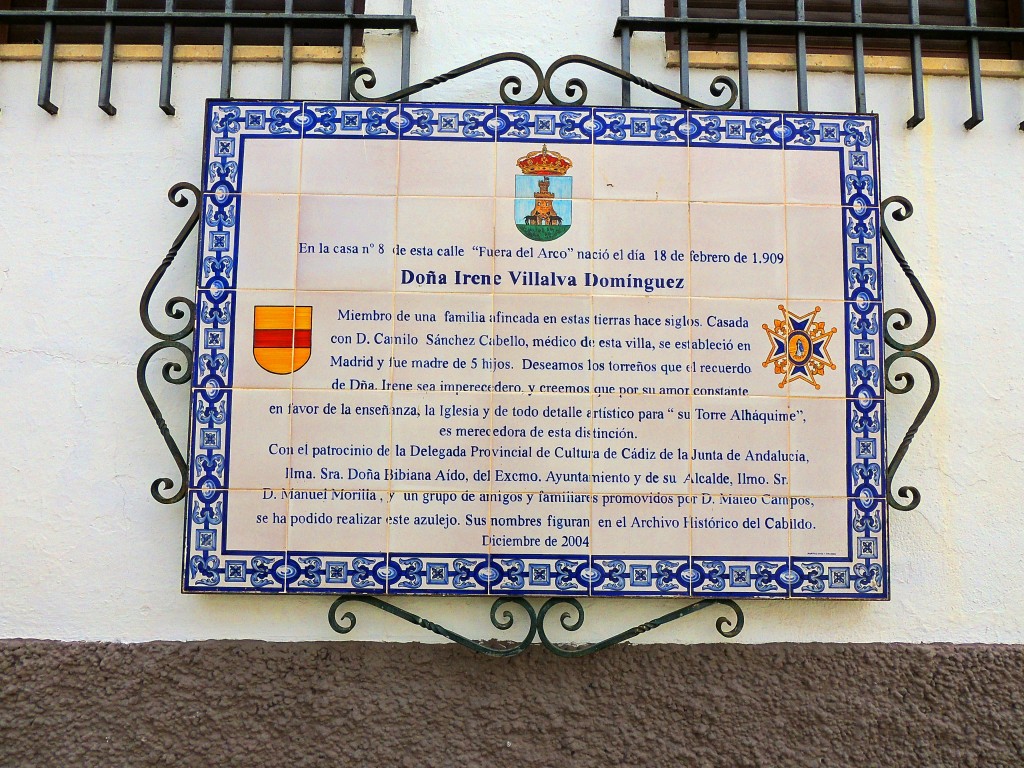 En la casa nº 8 de esta calle “Fuera del Arco” nació el día 18 de febrero de 1.909
Doña Irene Villalva Domínguez
Miembro de una familia afincada en estas tierras hace siglos. Casada
con D. Camilo Sánchez Cabello, médico de esta villa, se estableció en
Madrid y fue madre de 5 hijos. Deseamos los torreños que el recuerdo
de Dña. Irene sea imperecedero, y creemos que por su amor constante
en favor de la enseñanza, la Iglesia y de todo detalle artístico para “ su Torre Alháquime”,
es merecedora de esta distinción.
Con el patrocinio de la Delegada Provincial de Cultura de Cádiz de la Junta de Andalucía,
Ilma. Sra. Doña Bibiana Aído, del Excmo. Ayuntamiento y de su Alcalde, Ilmo. Sr.
D. Manuel Morilla , y un grupo de amigos y familiares promovidos por D. Mateo Campos,
se ha podido realizar este azulejo. Sus nombres figuran en el Archivo Histórico del Cabildo.
Diciembre de 2004